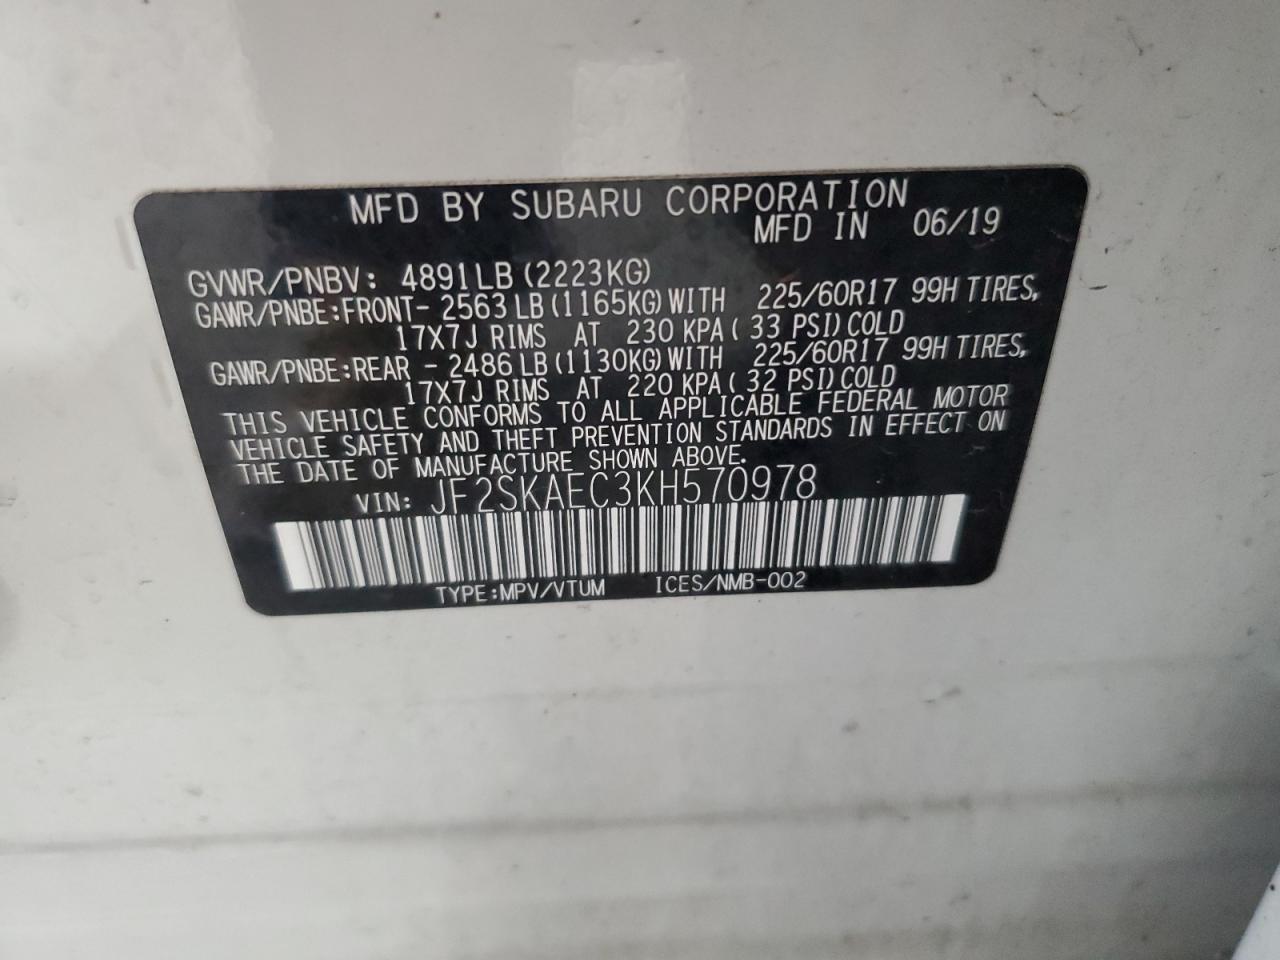 MFD BY SUBARU CORPORATION
MFD IN 06/19
GVWR/PNBV: 4891LB (2223KG)
GAWR/PNBE:FRONT- 2563 LB (1165KG) WITH 225/60R17 99H TIRES,
17X7J RIMS AT 230 KPA ( 33 PSI) COLD
GAWR/PNBE:REAR - 2486 LB (1130KG) WITH 225/60R17 99H TIRES,
17X7J RIMS AT 220 KPA ( 32 PSI) COLD
THIS VEHICLE CONFORMS TO ALL APPLICABLE FEDERAL MOTOR
VEHICLE SAFETY AND THEFT PREVENTION STANDARDS IN EFFECT ON
THE DATE OF MANUFACTURE SHOWN ABOVE.
VIN: JF2SKAEC3KH570978
TYPE:MPV/VTUM ICES/NMB-002